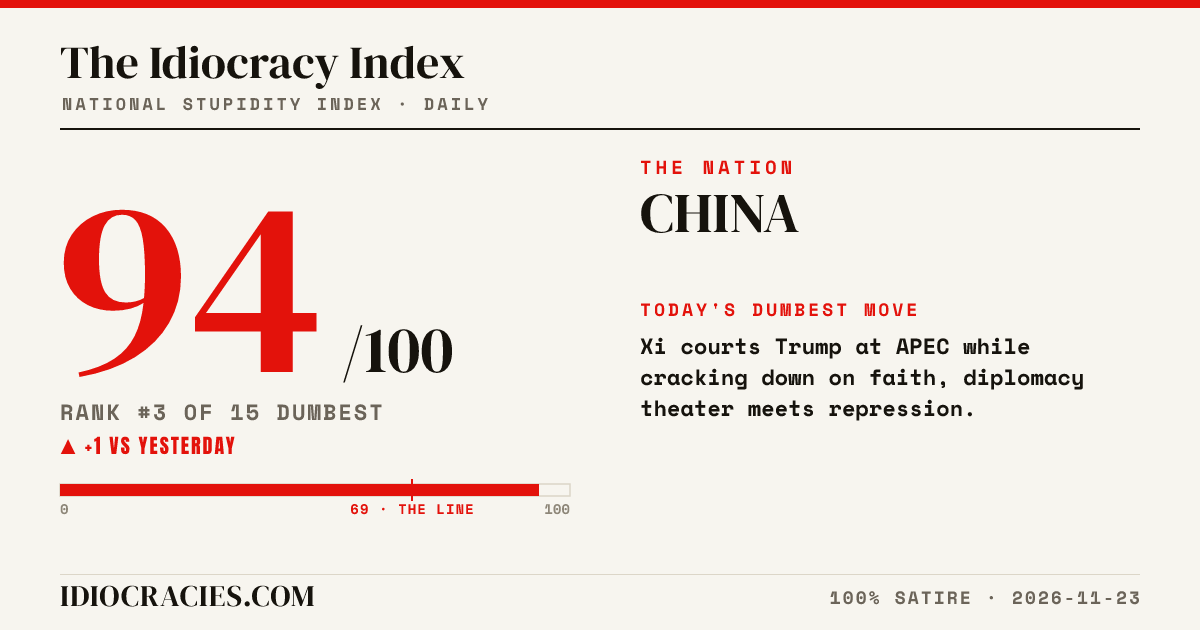 The Idiocracy Index
NATIONAL STUPIDITY INDEX · DAILY
94 /100
RANK #3 OF 15 DUMBEST
▲ +1 VS YESTERDAY
0
69 · THE LINE
100
THE NATION
CHINA
TODAY'S DUMBEST MOVE
Xi courts Trump at APEC while
cracking down on faith, diplomacy
theater meets repression.
IDIOCRACIES.COM
100% SATIRE · 2026-11-23